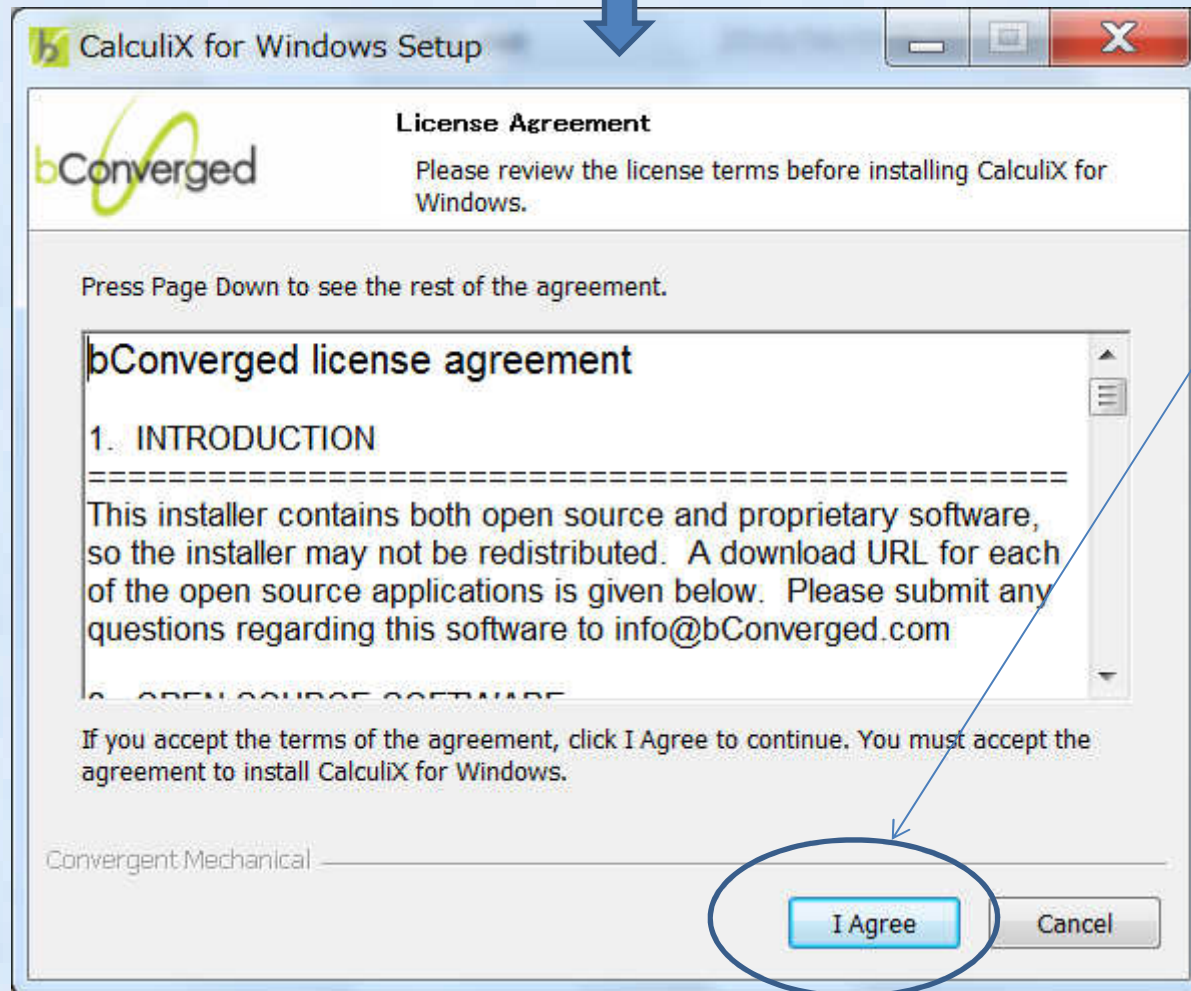 CalculiX for Windows Setup
bConverged
License Agreement
Please review the license terms before installing CalculiX for
Windows.
Press Page Down to see the rest of the agreement.
bConverged license agreement
1. INTRODUCTION
=================================================
This installer contains both open source and proprietary software,
so the installer may not be redistributed. A download URL for each
of the open source applications is given below. Please submit any
questions regarding this software to info@bConverged.com
OPEN SOURCE SOFTWARE
If you accept the terms of the agreement, click I Agree to continue. You must accept the
agreement to install CalculiX for Windows.
Convergent Mechanical
I Agree
Cancel